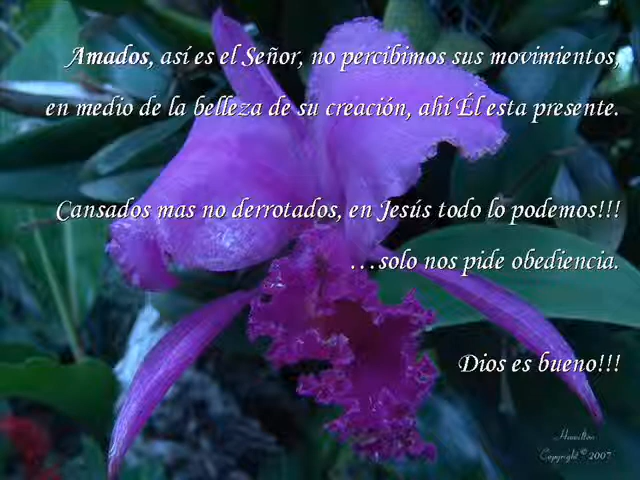 Amados, así es el Señor, no percibimos sus movimientos,
en medio de la belleza de su creación, ahí Él esta presente.
Cansados mas no derrotados, en Jesús todo lo podemos!!!
…solo nos pide obediencia.
Dios es bueno!!!
Hamilton
Copyright © 2007